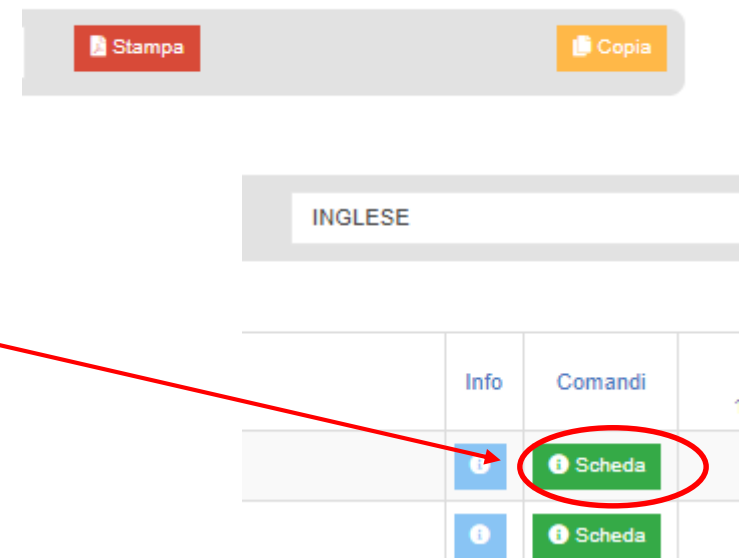 Stampa Copia
INGLESE
Info Comandi
Scheda
Scheda